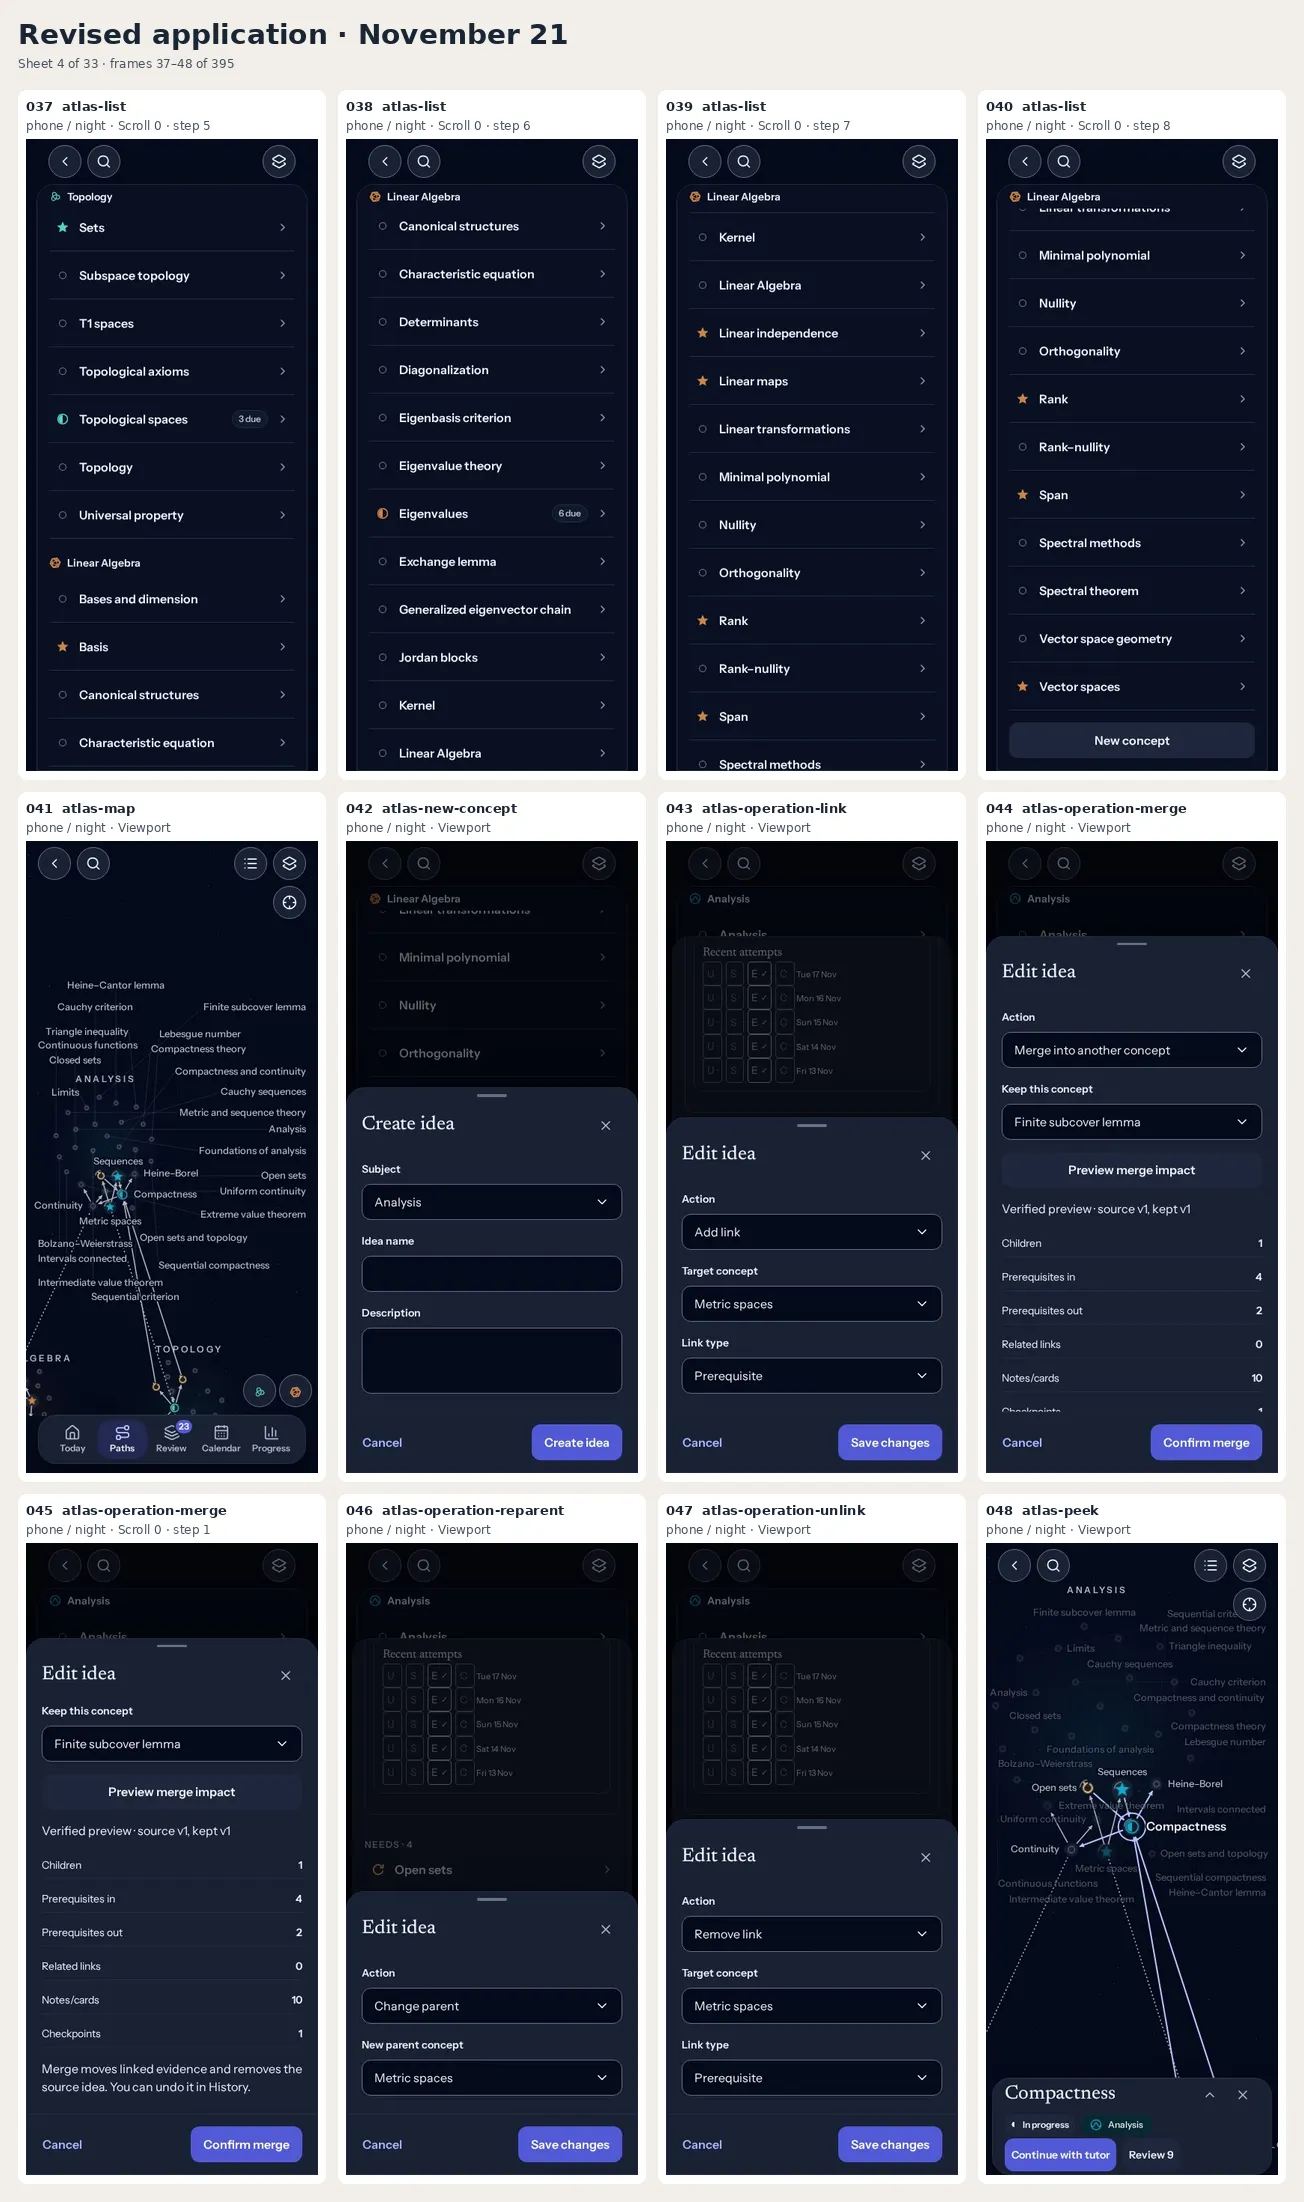 Revised application · November 21
Sheet 4 of 33 · frames 37–48 of 395
037 atlas-list
phone / night · Scroll 0 · step 5
Topology
Sets
Subspace topology
T1 spaces
Topological axioms
Topological spaces
3 due
Topology
Universal property
Linear Algebra
Bases and dimension
Basis
Canonical structures
Characteristic equation
038 atlas-list
phone / night · Scroll 0 · step 6
Linear Algebra
Canonical structures
Characteristic equation
Determinants
Diagonalization
Eigenbasis criterion
Eigenvalue theory
Eigenvalues
6 due
Exchange lemma
Generalized eigenvector chain
Jordan blocks
Kernel
Linear Algebra
039 atlas-list
phone / night · Scroll 0 · step 7
Linear Algebra
Kernel
Linear Algebra
Linear independence
Linear maps
Linear transformations
Minimal polynomial
Nullity
Orthogonality
Rank
Rank–nullity
Span
Spectral methods
040 atlas-list
phone / night · Scroll 0 · step 8
Linear Algebra
Linear transformations
Minimal polynomial
Nullity
Orthogonality
Rank
Rank–nullity
Span
Spectral methods
Spectral theorem
Vector space geometry
Vector spaces
New concept
041 atlas-map
phone / night · Viewport
Heine–Cantor lemma
Cauchy criterion
Finite subcover lemma
Triangle inequality
Lebesgue number
Continuous functions
Compactness theory
Closed sets
Compactness and continuity
ANALYSIS
Limits
Cauchy sequences
Metric and sequence theory
Analysis
Foundations of analysis
Sequences
Heine–Borel
Open sets
Compactness
Uniform continuity
Continuity
Extreme value theorem
Metric spaces
Open sets and topology
Bolzano–Weierstrass
Intervals connected
Sequential compactness
Intermediate value theorem
Sequential criterion
TOPOLOGY
GEBRA
Today
Paths
23
Review
Calendar
Progress
042 atlas-new-concept
phone / night · Viewport
Linear Algebra
Linear transformations
Minimal polynomial
Nullity
Orthogonality
Create idea
Subject
Analysis
Idea name
Description
Cancel
Create idea
043 atlas-operation-link
phone / night · Viewport
Analysis
Analysis
Recent attempts
U S E ✓ C Tue 17 Nov
U S E ✓ C Mon 16 Nov
U S E ✓ C Sun 15 Nov
U S E ✓ C Sat 14 Nov
U S E ✓ C Fri 13 Nov
Edit idea
Action
Add link
Target concept
Metric spaces
Link type
Prerequisite
Cancel
Save changes
044 atlas-operation-merge
phone / night · Viewport
Analysis
Analysis
Edit idea
Action
Merge into another concept
Keep this concept
Finite subcover lemma
Preview merge impact
Verified preview · source v1, kept v1
Children 1
Prerequisites in 4
Prerequisites out 2
Related links 0
Notes/cards 10
Checkpoints 1
Cancel
Confirm merge
045 atlas-operation-merge
phone / night · Scroll 0 · step 1
Analysis
Analysis
Edit idea
Keep this concept
Finite subcover lemma
Preview merge impact
Verified preview · source v1, kept v1
Children 1
Prerequisites in 4
Prerequisites out 2
Related links 0
Notes/cards 10
Checkpoints 1
Merge moves linked evidence and removes the
source idea. You can undo it in History.
Cancel
Confirm merge
046 atlas-operation-reparent
phone / night · Viewport
Analysis
Analysis
Recent attempts
U S E ✓ C Tue 17 Nov
U S E ✓ C Mon 16 Nov
U S E ✓ C Sun 15 Nov
U S E ✓ C Sat 14 Nov
U S E ✓ C Fri 13 Nov
NEEDS · 4
Open sets
Edit idea
Action
Change parent
New parent concept
Metric spaces
Cancel
Save changes
047 atlas-operation-unlink
phone / night · Viewport
Analysis
Analysis
Recent attempts
U S E ✓ C Tue 17 Nov
U S E ✓ C Mon 16 Nov
U S E ✓ C Sun 15 Nov
U S E ✓ C Sat 14 Nov
U S E ✓ C Fri 13 Nov
Edit idea
Action
Remove link
Target concept
Metric spaces
Link type
Prerequisite
Cancel
Save changes
048 atlas-peek
phone / night · Viewport
ANALYSIS
Finite subcover lemma
Sequential crite
Metric and sequence theory
Limits
Triangle inequality
Cauchy sequences
Cauchy criterion
Analysis
Compactness and continuity
Closed sets
Compactness theory
Lebesgue number
Foundations of analysis
Bolzano–Weierstrass
Sequences
Open sets
Heine–Borel
Extreme value theorem
Intervals connected
Uniform continuity
Compactness
Continuity
Open sets and topology
Metric spaces
Sequential compactness
Continuous functions
Heine–Cantor lemma
Intermediate value theorem
Compactness
In progress
Analysis
Continue with tutor
Review 9